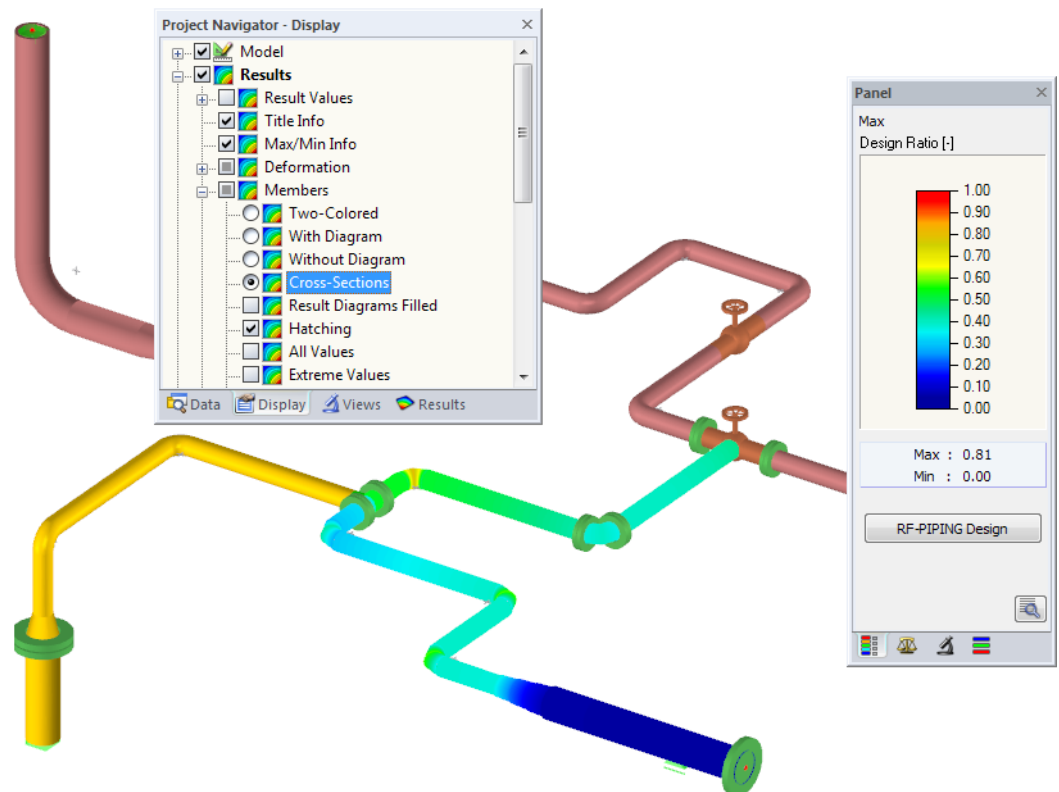 Project Navigator - Display
Model
Results
Result Values
Title Info
Max/Min Info
Deformation
Members
Two-Colored
With Diagram
Without Diagram
Cross-Sections
Result Diagrams Filled
Hatching
All Values
Extreme Values
Data Display Views Results
Panel
Max
Design Ratio [-]
1.00
0.90
0.80
0.70
0.60
0.50
0.40
0.30
0.20
0.10
0.00
Max : 0.81
Min : 0.00
RF-PIPING Design